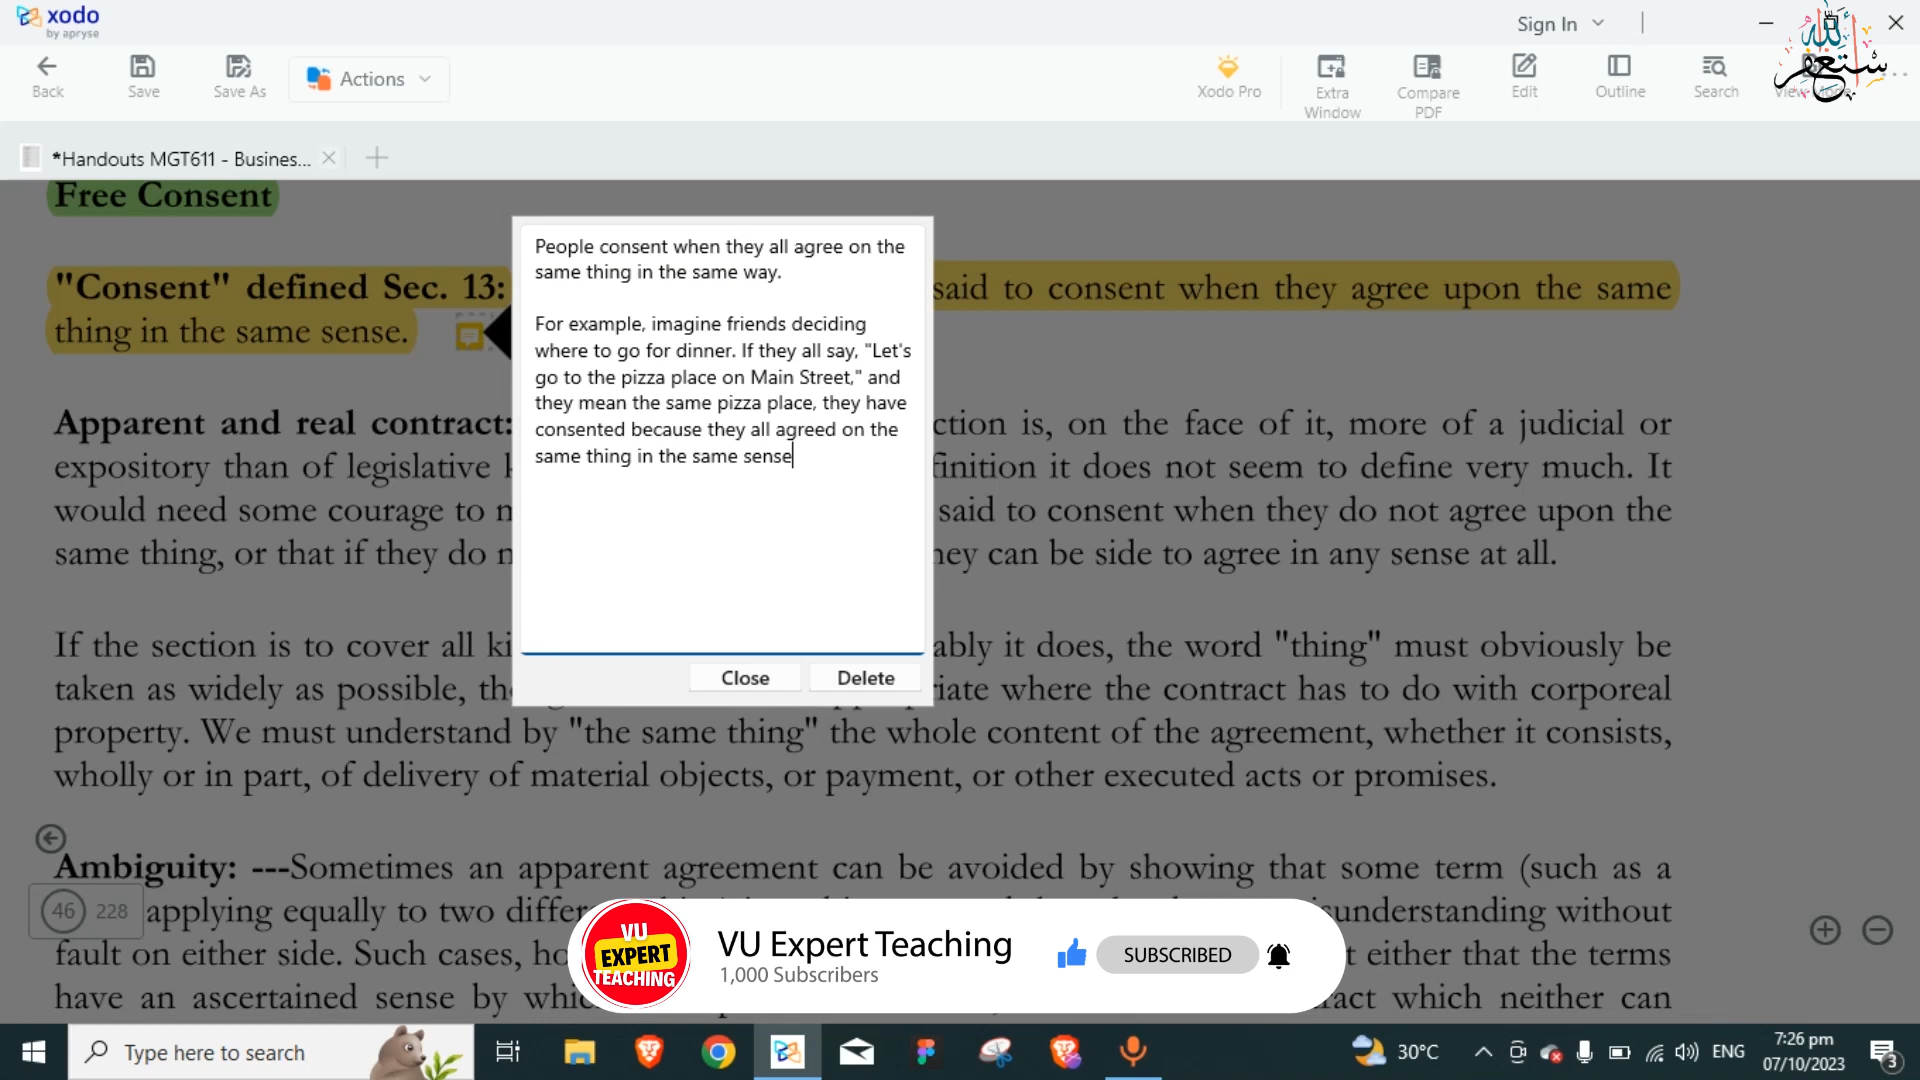 xodo
by apryse
Sign In
Back
Save
Save As
Actions
Xodo Pro
Extra Window
Compare PDF
Edit
Outline
Search
أستغفر الله
*Handouts MGT611 - Busines...
Free Consent
"Consent" defined Sec. 13:
said to consent when they agree upon the same
thing in the same sense.
People consent when they all agree on the
same thing in the same way.
For example, imagine friends deciding
where to go for dinner. If they all say, "Let's
go to the pizza place on Main Street," and
they mean the same pizza place, they have
consented because they all agreed on the
same thing in the same sense
Close
Delete
Apparent and real contract:
ction is, on the face of it, more of a judicial or
expository than of legislative
finition it does not seem to define very much. It
would need some courage to
said to consent when they do not agree upon the
same thing, or that if they do
hey can be side to agree in any sense at all.
If the section is to cover all
ably it does, the word "thing" must obviously be
taken as widely as possible,
riate where the contract has to do with corporeal
property. We must understand by "the same thing" the whole content of the agreement, whether it consists,
wholly or in part, of delivery of material objects, or payment, or other executed acts or promises.
Ambiguity: ---Sometimes an apparent agreement can be avoided by showing that some term (such as a
46 228
applying equally to two
isunderstanding without
fault on either side. Such cases,
t either that the terms
have an ascertained sense by
act which neither can
VU EXPERT TEACHING
VU Expert Teaching
1,000 Subscribers
SUBSCRIBED
Type here to search
30°C
ENG
7:26 pm
07/10/2023
3